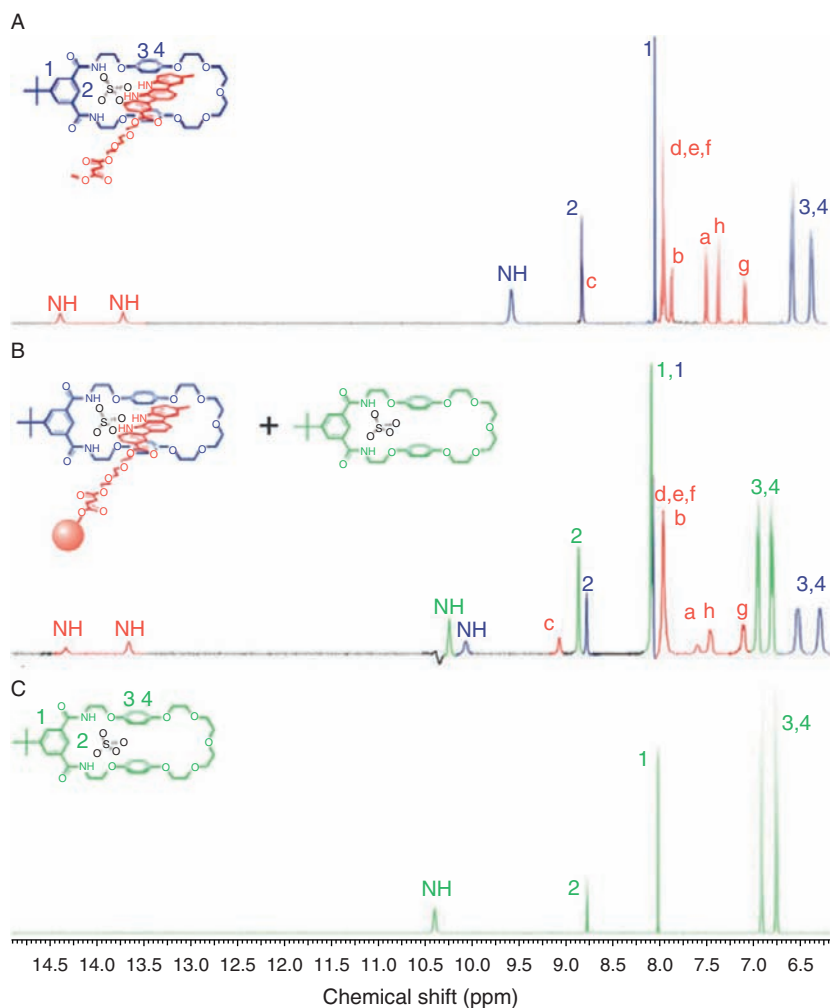 A
1
2
3 4
O
NH
O
O
O
O
O
O
O
O
NH
O
O
S
O
O
O
O
HN
HN
O
O
O
O
O
O
O
NH
NH
NH
2
c
1
d,e,f
b
a
h
g
3,4
B
O
NH
O
O
O
O
O
O
O
O
NH
O
O
S
O
O
O
O
HN
HN
O
O
O
O
O
O
O
+
O
NH
O
O
O
O
O
O
O
O
NH
O
O
S
O
O
O
O
NH
NH
NH
NH
c
2
2
1,1
d,e,f
b
a
h
g
3,4
3,4
C
1
2
3 4
O
NH
O
O
O
O
O
O
O
O
NH
O
O
S
O
O
O
O
NH
2
1
3,4
14.5 14.0 13.5 13.0 12.5 12.0 11.5 11.0 10.5 10.0 9.5 9.0 8.5 8.0 7.5 7.0 6.5
Chemical shift (ppm)